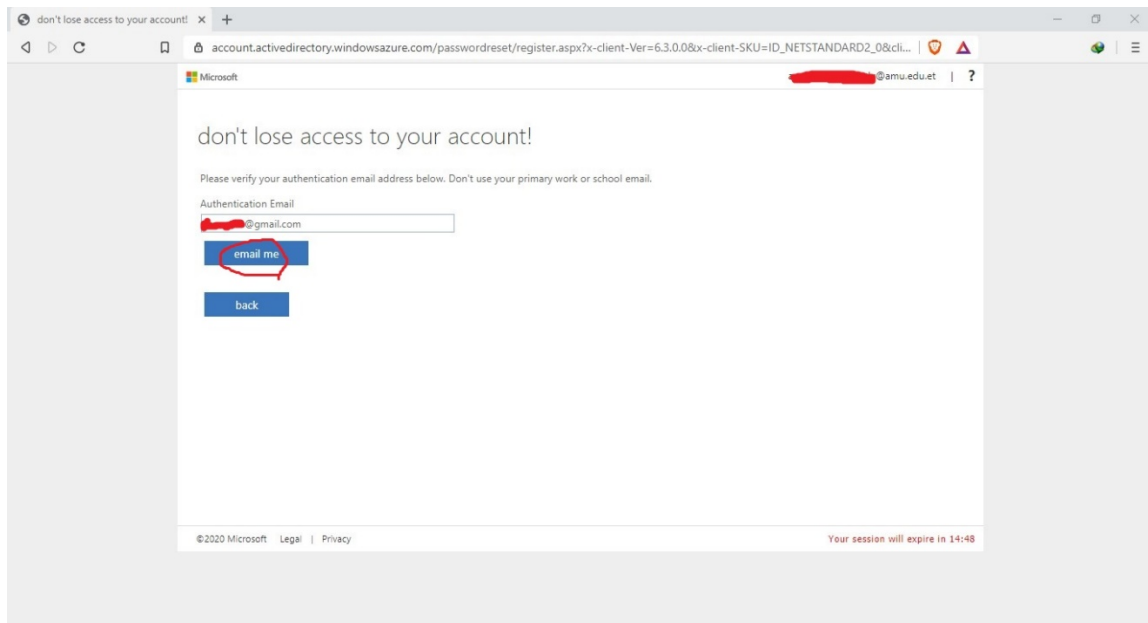 don't lose access to your account!
account.activedirectory.windowsazure.com/passwordreset/register.aspx?x-client-Ver=6.3.0.0&x-client-SKU=ID_NETSTANDARD2_0&cli...
Microsoft
@amu.edu.et | ?
don't lose access to your account!
Please verify your authentication email address below. Don't use your primary work or school email.
Authentication Email
@gmail.com
email me
back
©2020 Microsoft Legal | Privacy
Your session will expire in 14:48